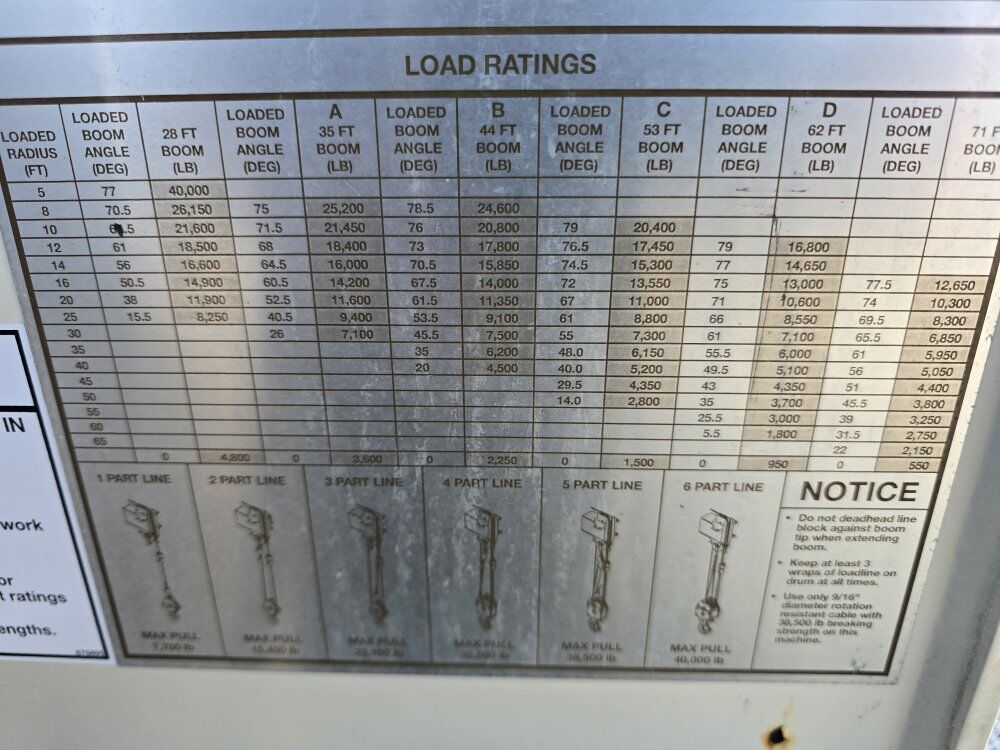 LOAD RATINGS
LOADED RADIUS (FT) LOADED BOOM ANGLE (DEG) 28 FT BOOM (LB) LOADED BOOM ANGLE (DEG) A 35 FT BOOM (LB) LOADED BOOM ANGLE (DEG) B 44 FT BOOM (LB) LOADED BOOM ANGLE (DEG) C 53 FT BOOM (LB) LOADED BOOM ANGLE (DEG) D 62 FT BOOM (LB) LOADED BOOM ANGLE (DEG) 71 F BOO (LB)
5 77 40,000
8 70.5 26,150 75 25,200 78.5 24,600
10 21,600 71.5 21,450 76 20,800 79 20,400
12 61 18,500 68 18,400 73 17,800 76.5 17,450 79 16,800
14 56 16,600 64.5 16,000 70.5 15,850 74.5 15,300 77 14,650
16 50.5 14,900 60.5 14,200 67.5 14,000 72 13,550 75 13,000 77.5 12,650
20 38 11,900 52.5 11,600 61.5 11,350 67 11,000 71 10,600 74 10,300
25 15.5 8,250 40.5 9,400 53.5 9,100 61 8,800 66 8,550 69.5 8,300
30 26 7,100 45.5 7,500 55 7,300 61 7,100 65.5 6,850
35 35 6,200 48.0 6,150 55.5 6,000 61 5,950
40 20 4,500 40.0 5,200 49.5 5,100 56 5,050
45 29.5 4,350 43 4,350 51 4,400
50 14.0 2,800 35 3,700 45.5 3,800
55 25.5 3,000 39 3,250
60 5.5 1,800 31.5 2,750
65 22 2,150
0 4,800 0 3,600 0 2,250 0 1,500 0 950 0 550
1 PART LINE 2 PART LINE 3 PART LINE 4 PART LINE 5 PART LINE 6 PART LINE
MAX PULL MAX PULL MAX PULL MAX PULL MAX PULL MAX PULL
7,700 lb 15,400 lb 38,500 lb 40,000 lb
NOTICE
• Do not deadhead line
block against boom
tip when extending
boom.
• Keep at least 3
wraps of loadline on
drum at all times.
• Use only 9/16"
diameter rotation
resistant cable with
38,500 lb breaking
strength on this
machine.
IN
work
or
t ratings
engths.